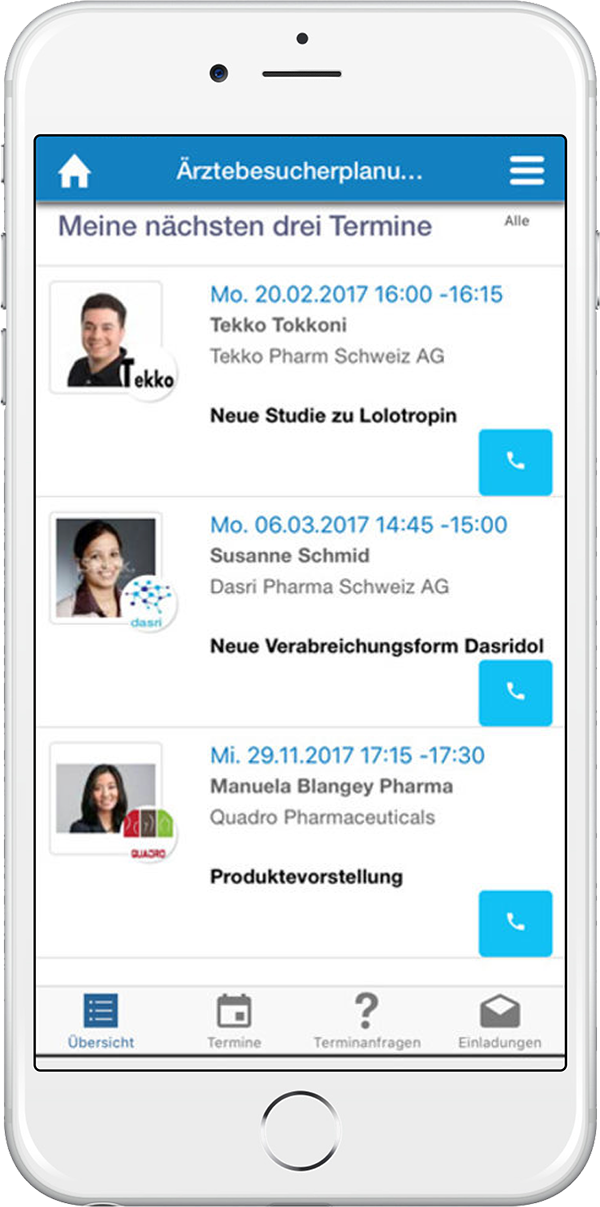 Ärztebesucherplanu...
Meine nächsten drei Termine
Alle
Mo. 20.02.2017 16:00 -16:15
Tekko Tokkoni
Tekko Pharm Schweiz AG
Tekko
Neue Studie zu Lolotropin
Mo. 06.03.2017 14:45 -15:00
Susanne Schmid
Dasri Pharma Schweiz AG
dasri
Neue Verabreichungsform Dasridol
Mi. 29.11.2017 17:15 -17:30
Manuela Blangey Pharma
Quadro Pharmaceuticals
QUADRO
Produktevorstellung
Übersicht
Termine
Terminanfragen
Einladungen